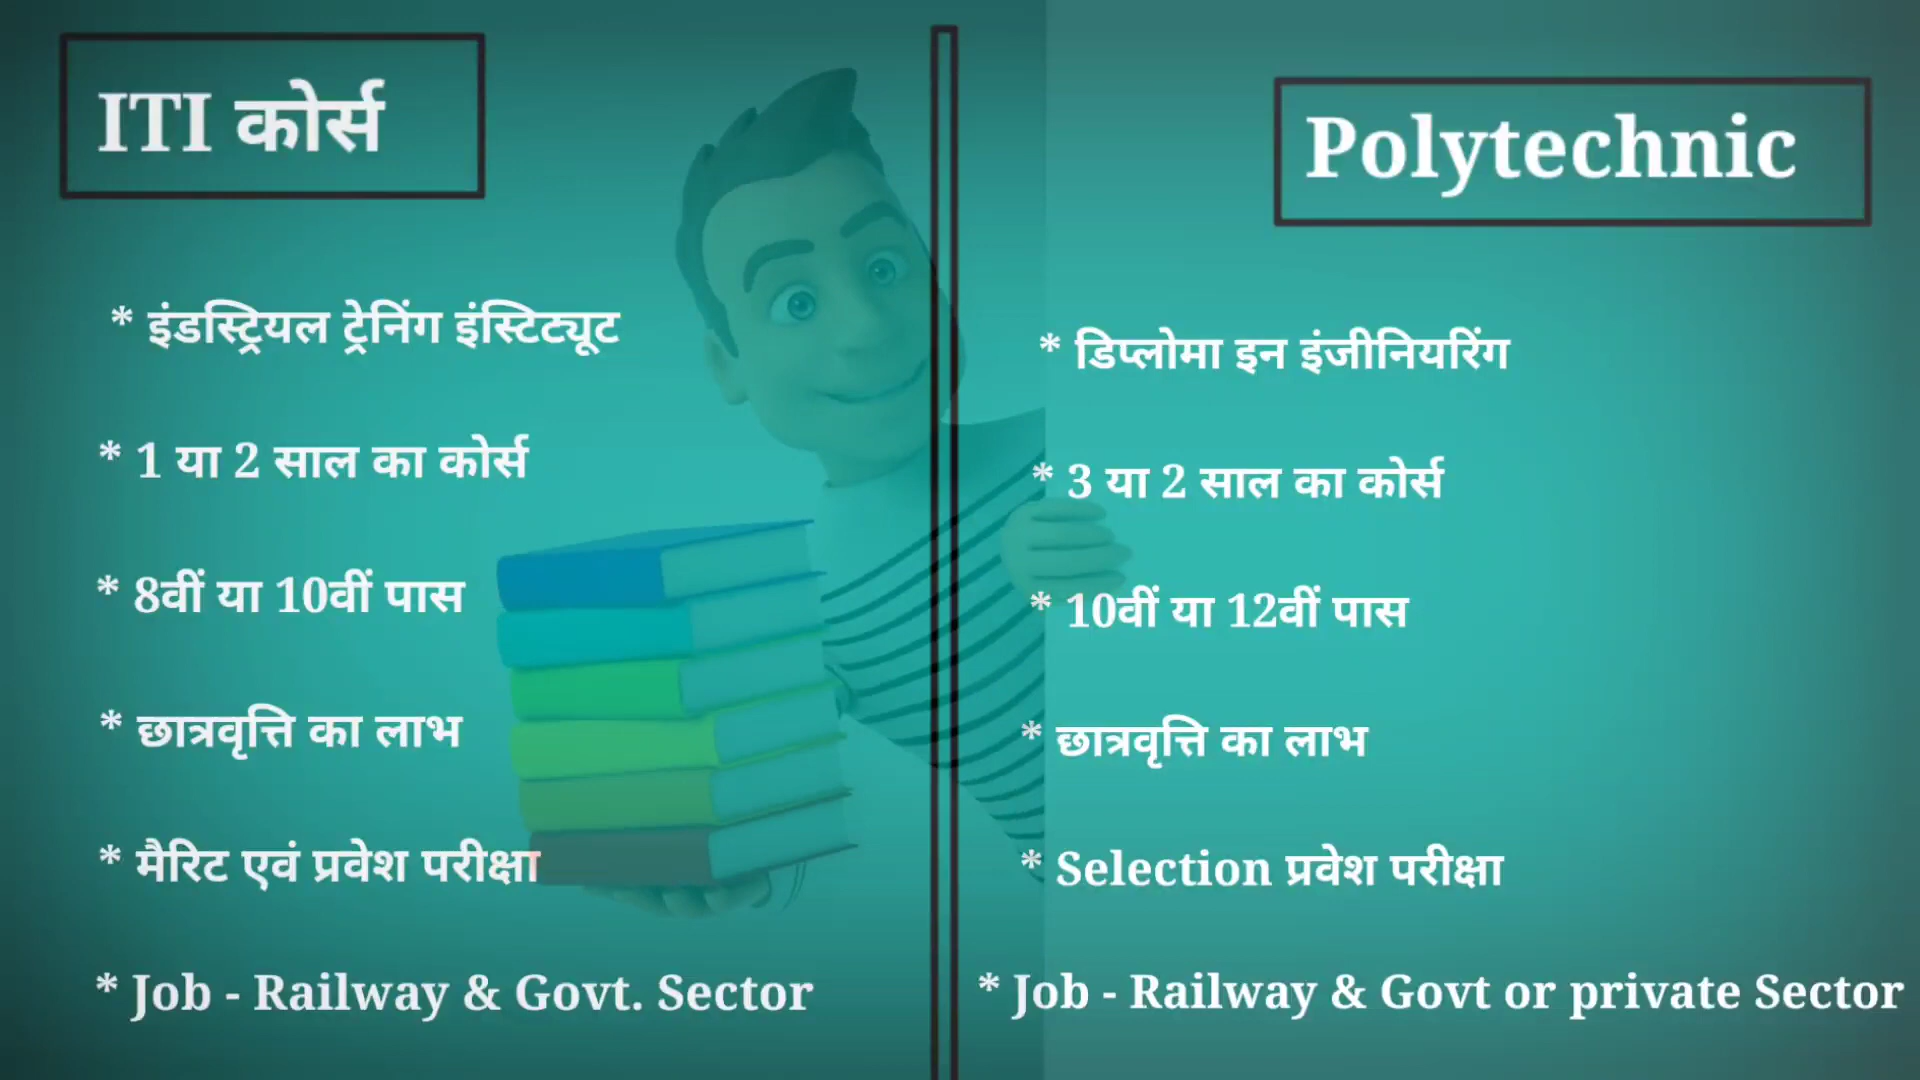 ITI कोर्स
* इंडस्ट्रियल ट्रेनिंग इंस्टिट्यूट
* 1 या 2 साल का कोर्स
* 8वीं या 10वीं पास
* छात्रवृत्ति का लाभ
* मैरिट एवं प्रवेश परीक्षा
* Job - Railway & Govt. Sector
Polytechnic
* डिप्लोमा इन इंजीनियरिंग
* 3 या 2 साल का कोर्स
* 10वीं या 12वीं पास
* छात्रवृत्ति का लाभ
* Selection प्रवेश परीक्षा
* Job - Railway & Govt or private Sector